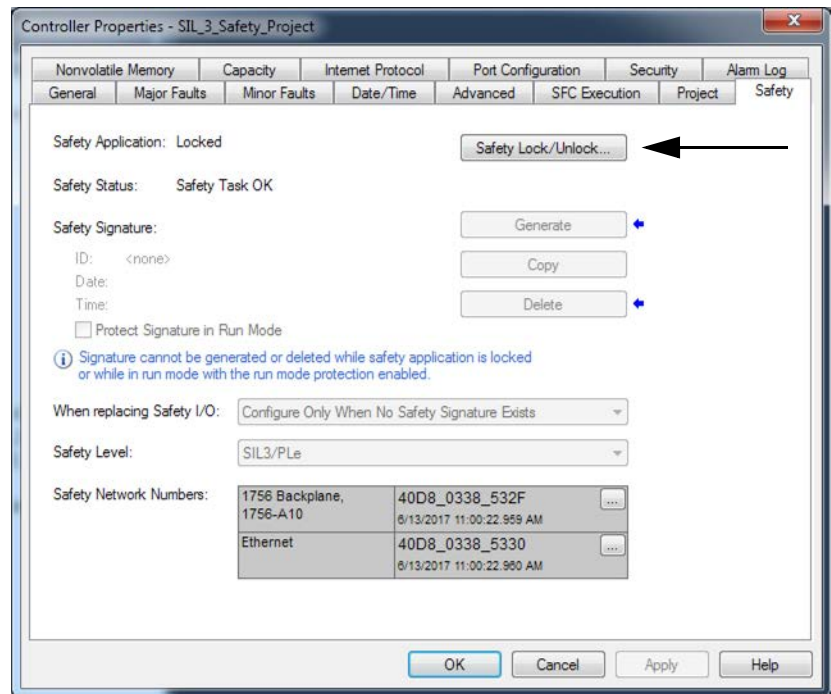 Controller Properties - SIL_3_Safety_Project
Nonvolatile Memory Capacity Internet Protocol Port Configuration Security Alarm Log
General Major Faults Minor Faults Date/Time Advanced SFC Execution Project Safety
Safety Application: Locked Safety Lock/Unlock...
Safety Status: Safety Task OK
Safety Signature: Generate
ID: <none> Copy
Date:
Time: Delete
Protect Signature in Run Mode
Signature cannot be generated or deleted while safety application is locked
or while in run mode with the run mode protection enabled.
When replacing Safety I/O: Configure Only When No Safety Signature Exists
Safety Level: SIL3/PLe
Safety Network Numbers: 1756 Backplane, 40D8_0338_532F ...
1756-A10 6/13/2017 11:00:22.959 AM
Ethernet 40D8_0338_5330 ...
6/13/2017 11:00:22.960 AM
OK Cancel Apply Help